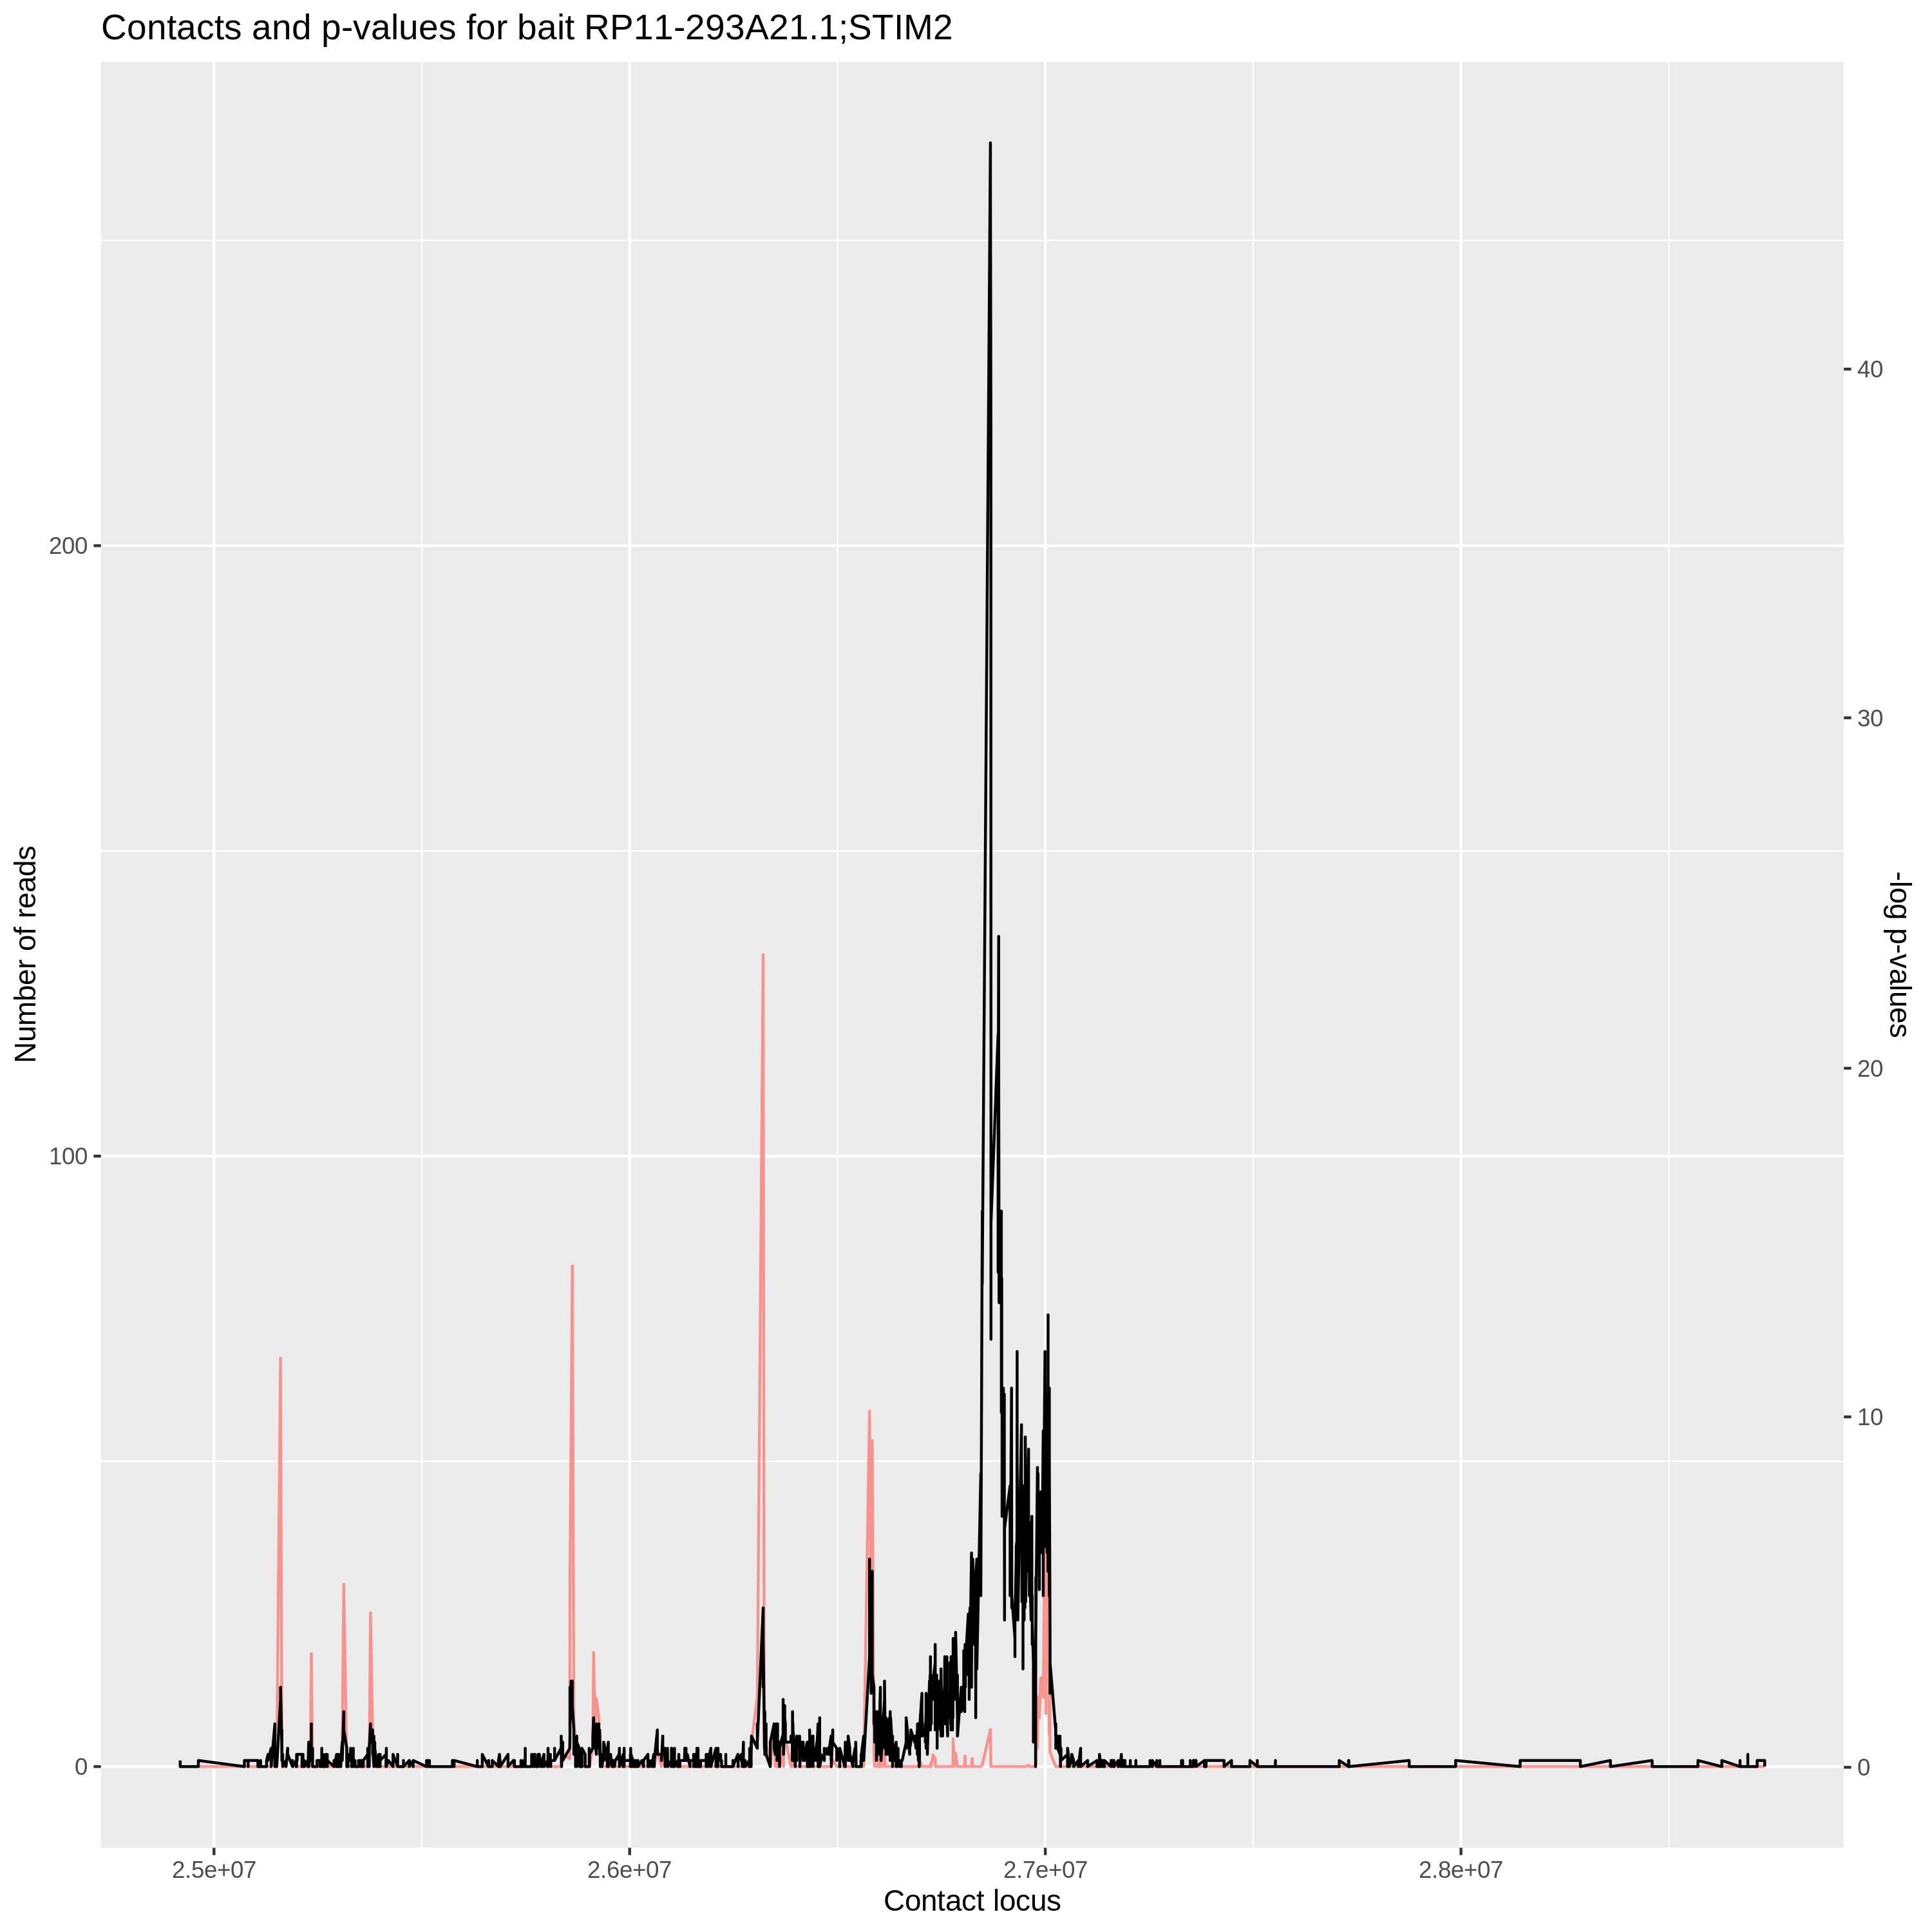 Contacts and p-values for bait RP11-293A21.1;STIM2
Number of reads
200
100
0
40
30
20
10
0
-log p-values
2.5e+07
2.6e+07
2.7e+07
2.8e+07
Contact locus